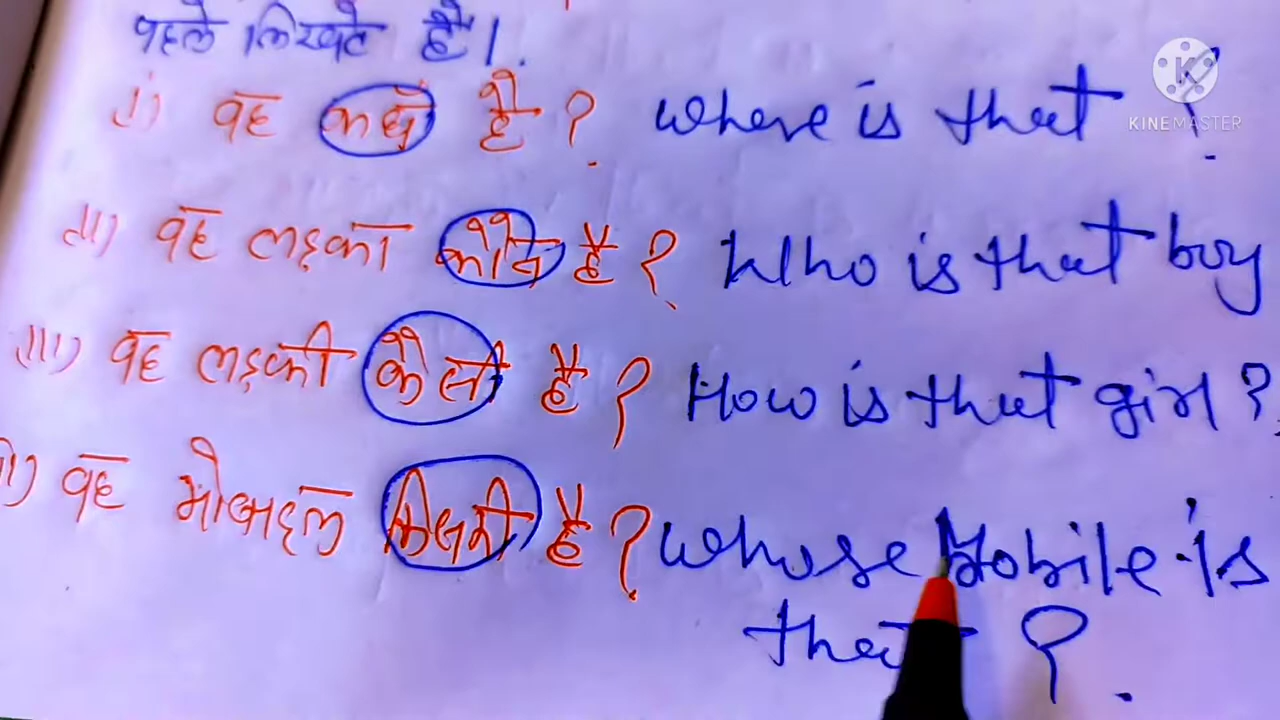 पहले लिखते हैं।
i) वह कहाँ है ? where is that ?
ii) वह लड़का कौन है ? Who is that boy
iii) वह लड़की कैसी है ? How is that girl ?
वह मोबाइल किसकी है ? whose Mobile is
that ?
KINEMASTER